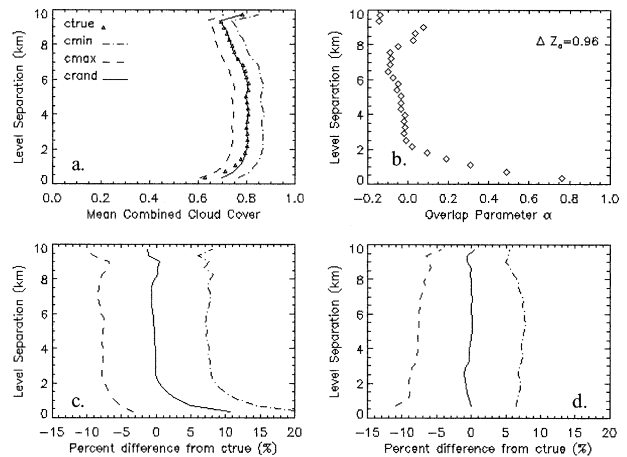 10
8
6
4
2
0
Level Separation (km)
ctrue
cmin
cmax
crand
a.
0.0 0.2 0.4 0.6 0.8 1.0
Mean Combined Cloud Cover
10
8
6
4
2
0
Level Separation (km)
Δ Z₀=0.96
b.
-0.2 0.0 0.2 0.4 0.6 0.8 1.0
Overlap Parameter α
10
8
6
4
2
0
Level Separation (km)
c.
-15 -10 -5 0 5 10 15 20
Percent difference from ctrue (%)
10
8
6
4
2
0
Level Separation (km)
d.
-15 -10 -5 0 5 10 15 20
Percent difference from ctrue (%)